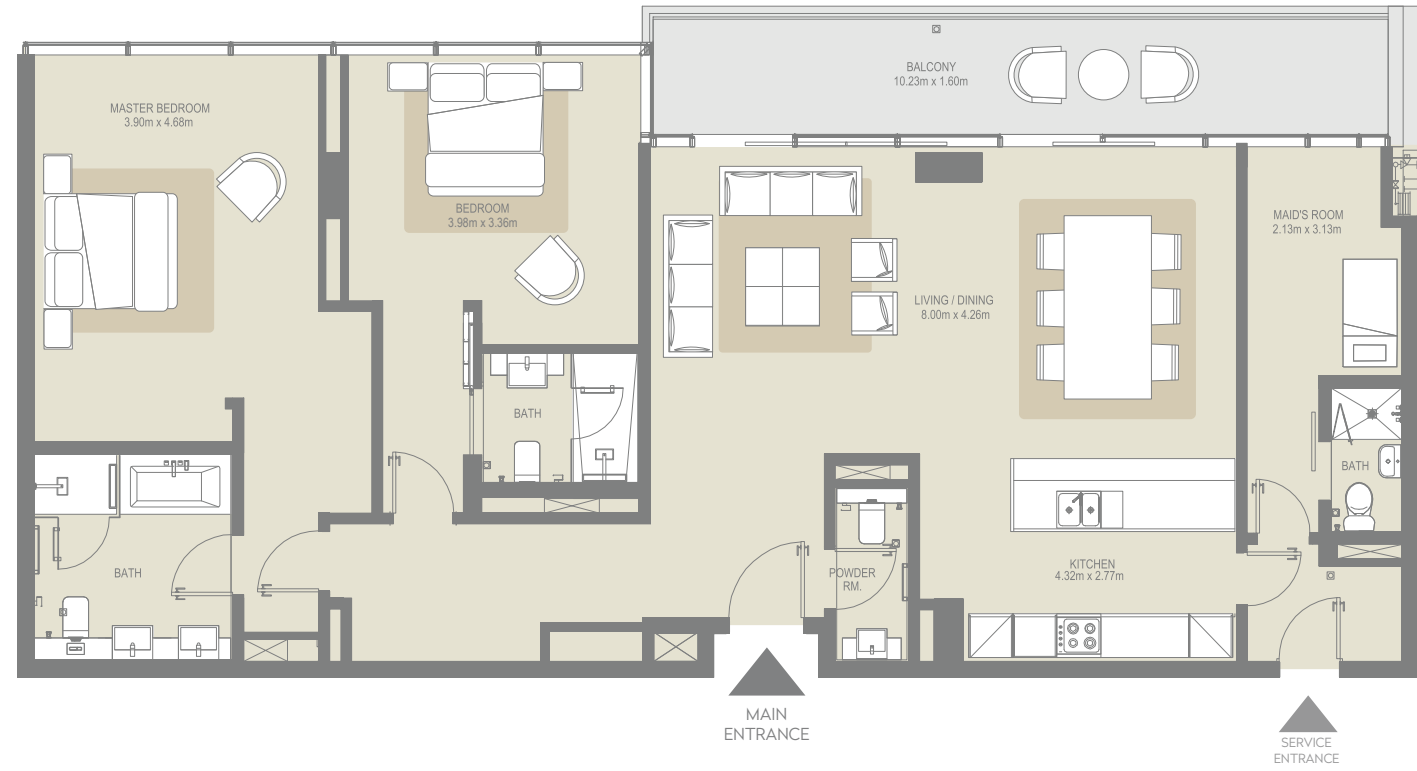 BALCONY
10.23m x 1.60m
MASTER BEDROOM
3.90m x 4.68m
BEDROOM
3.98m x 3.36m
MAID'S ROOM
2.13m x 3.13m
LIVING / DINING
8.00m x 4.26m
BATH
BATH
BATH
KITCHEN
4.32m x 2.77m
POWDER
RM.
MAIN
ENTRANCE
SERVICE
ENTRANCE